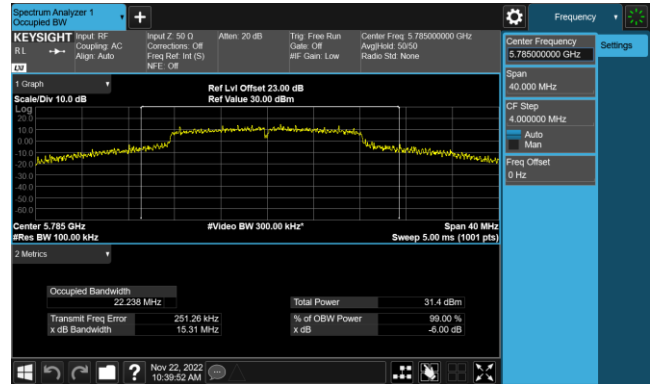 Spectrum Analyzer 1
Occupied BW
Frequency
KEYSIGHT
RL
LXI
Input: RF
Coupling: AC
Align: Auto
Input Z: 50 Ω
Corrections: Off
Freq Ref: Int (S)
NFE: Off
Atten: 20 dB
Trig: Free Run
Gate: Off
#IF Gain: Low
Center Freq: 5.785000000 GHz
Avg|Hold: 50/50
Radio Std: None
Center Frequency
5.785000000 GHz
Settings
Span
40.000 MHz
CF Step
4.000000 MHz
Auto
Man
Freq Offset
0 Hz
1 Graph
Scale/Div 10.0 dB
Ref Lvl Offset 23.00 dB
Ref Value 30.00 dBm
Log
20.0
10.0
0.00
-10.0
-20.0
-30.0
-40.0
-50.0
-60.0
Center 5.785 GHz
#Res BW 100.00 kHz
#Video BW 300.00 kHz*
Span 40 MHz
Sweep 5.00 ms (1001 pts)
2 Metrics
Occupied Bandwidth
22.238 MHz
Total Power 31.4 dBm
Transmit Freq Error 251.26 kHz
% of OBW Power 99.00 %
x dB Bandwidth 15.31 MHz
x dB -6.00 dB
?
Nov 22, 2022
10:39:52 AM